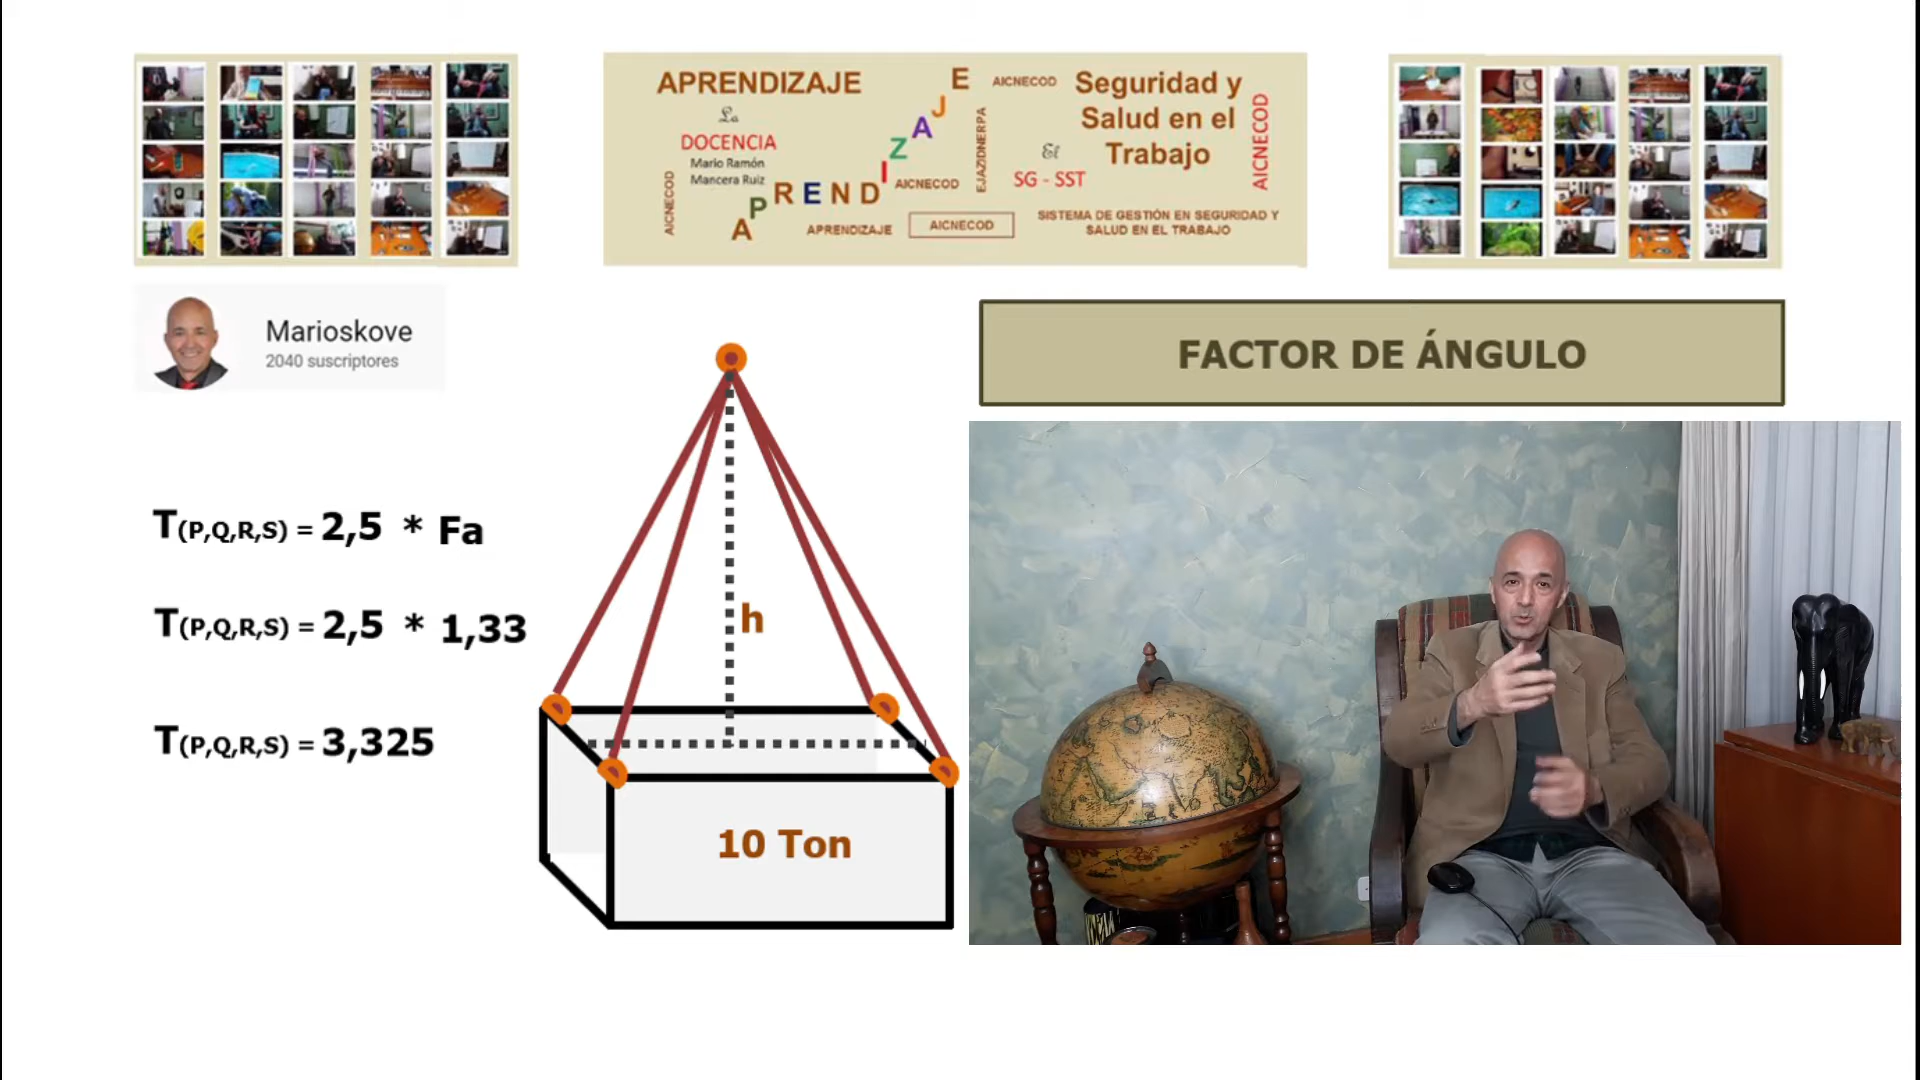 APRENDIZAJE
La
DOCENCIA
Mario Ramón
Mancera Ruiz
AICNECOD
APRENDIZAJE
AICNECOD
APRENDIZAJE
AICNECOD
EJAZIDNERPA
AICNECOD
El
SG - SST
Seguridad y
Salud en el
Trabajo
AICNECOD
SISTEMA DE GESTIÓN EN SEGURIDAD Y
SALUD EN EL TRABAJO
Marioskove
2040 suscriptores
FACTOR DE ÁNGULO
T(P,Q,R,S) = 2,5 * Fa
T(P,Q,R,S) = 2,5 * 1,33
T(P,Q,R,S) = 3,325
h
10 Ton